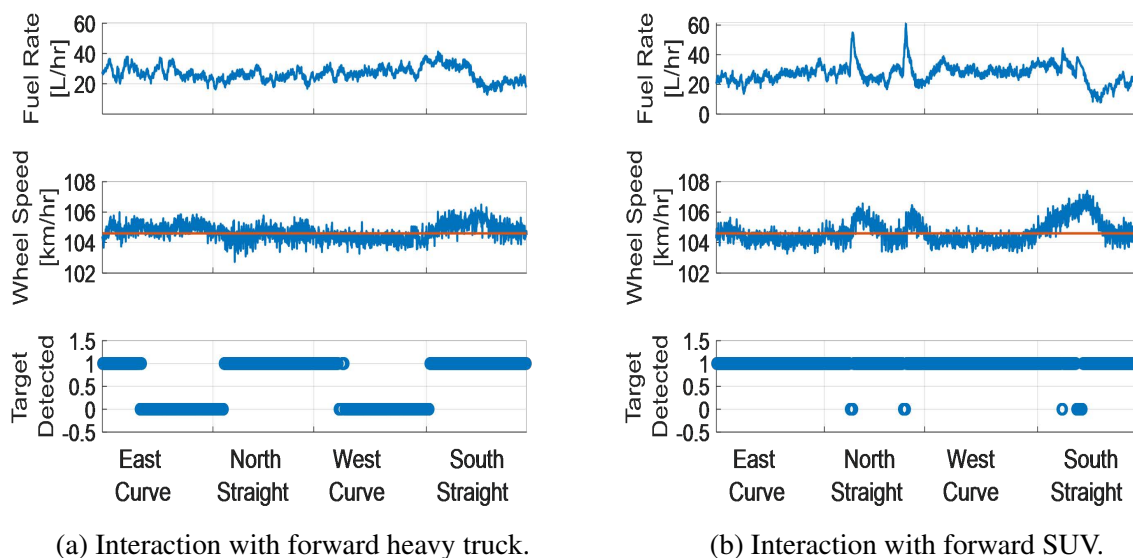 Fuel Rate
[L/hr]
60
40
20
Wheel Speed
[km/hr]
108
106
104
102
Target
Detected
1.5
1
0.5
0
-0.5
East
Curve
North
Straight
West
Curve
South
Straight
(a) Interaction with forward heavy truck.
Fuel Rate
[L/hr]
60
40
20
0
Wheel Speed
[km/hr]
108
106
104
102
Target
Detected
1.5
1
0.5
0
-0.5
East
Curve
North
Straight
West
Curve
South
Straight
(b) Interaction with forward SUV.